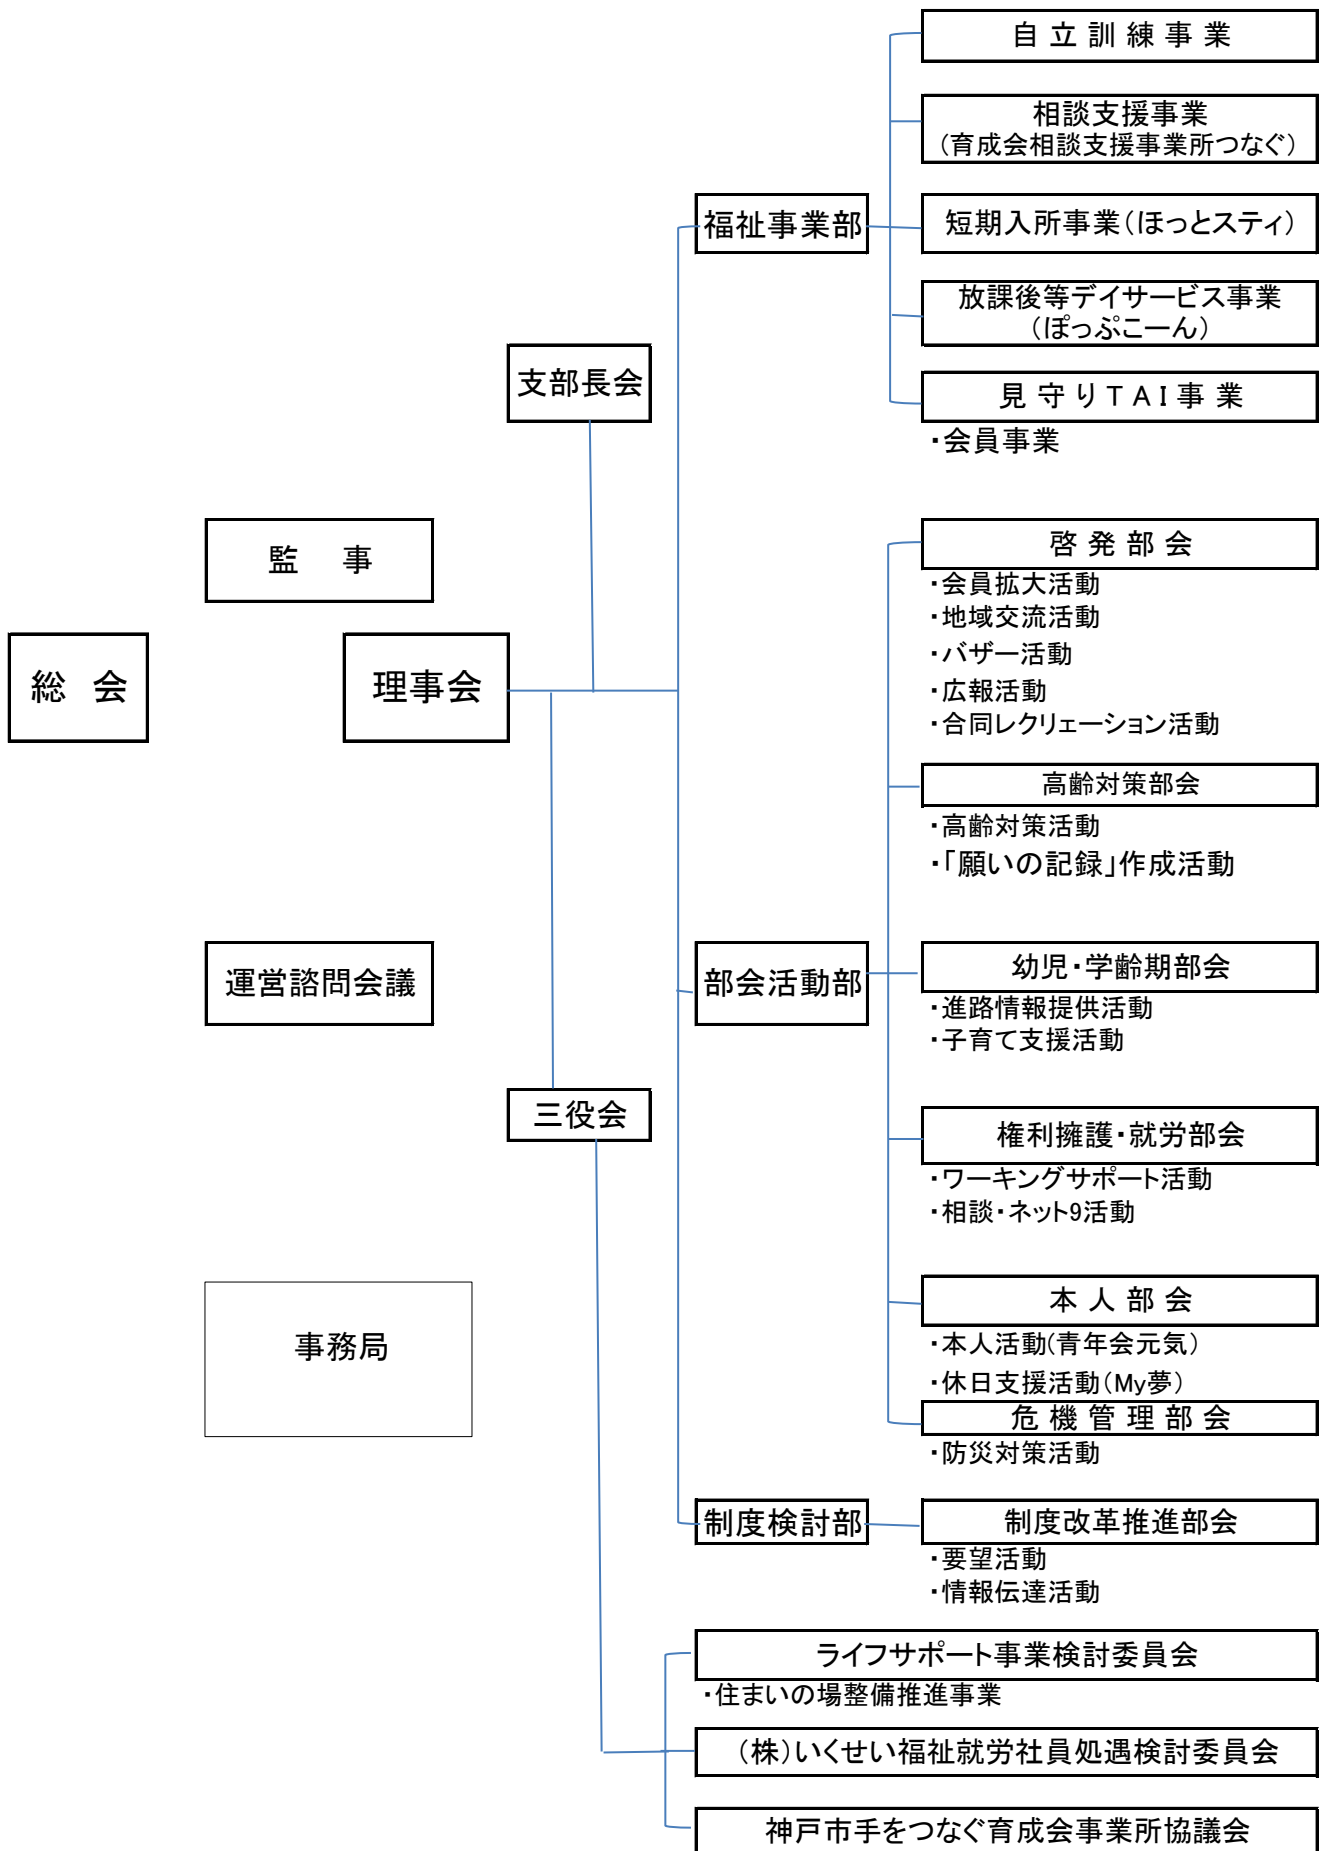 自立訓練事業
相談支援事業
(育成会相談支援事業所つなぐ)
福祉事業部
短期入所事業(ほっとスティ)
放課後等デイサービス事業
(ぽっぷこーん)
支部長会
見守りTAI事業
・会員事業
監 事
啓発部会
・会員拡大活動
・地域交流活動
・バザー活動
・広報活動
・合同レクリェーション活動
総 会
理事会
高齢対策部会
・高齢対策活動
・「願いの記録」作成活動
運営諮問会議
部会活動部
幼児・学齢期部会
・進路情報提供活動
・子育て支援活動
三役会
権利擁護・就労部会
・ワーキングサポート活動
・相談・ネット9活動
事務局
本人部会
・本人活動(青年会元気)
・休日支援活動(My夢)
危機管理部会
・防災対策活動
制度検討部
制度改革推進部会
・要望活動
・情報伝達活動
ライフサポート事業検討委員会
・住まいの場整備推進事業
(株)いくせい福祉就労社員処遇検討委員会
神戸市手をつなぐ育成会事業所協議会